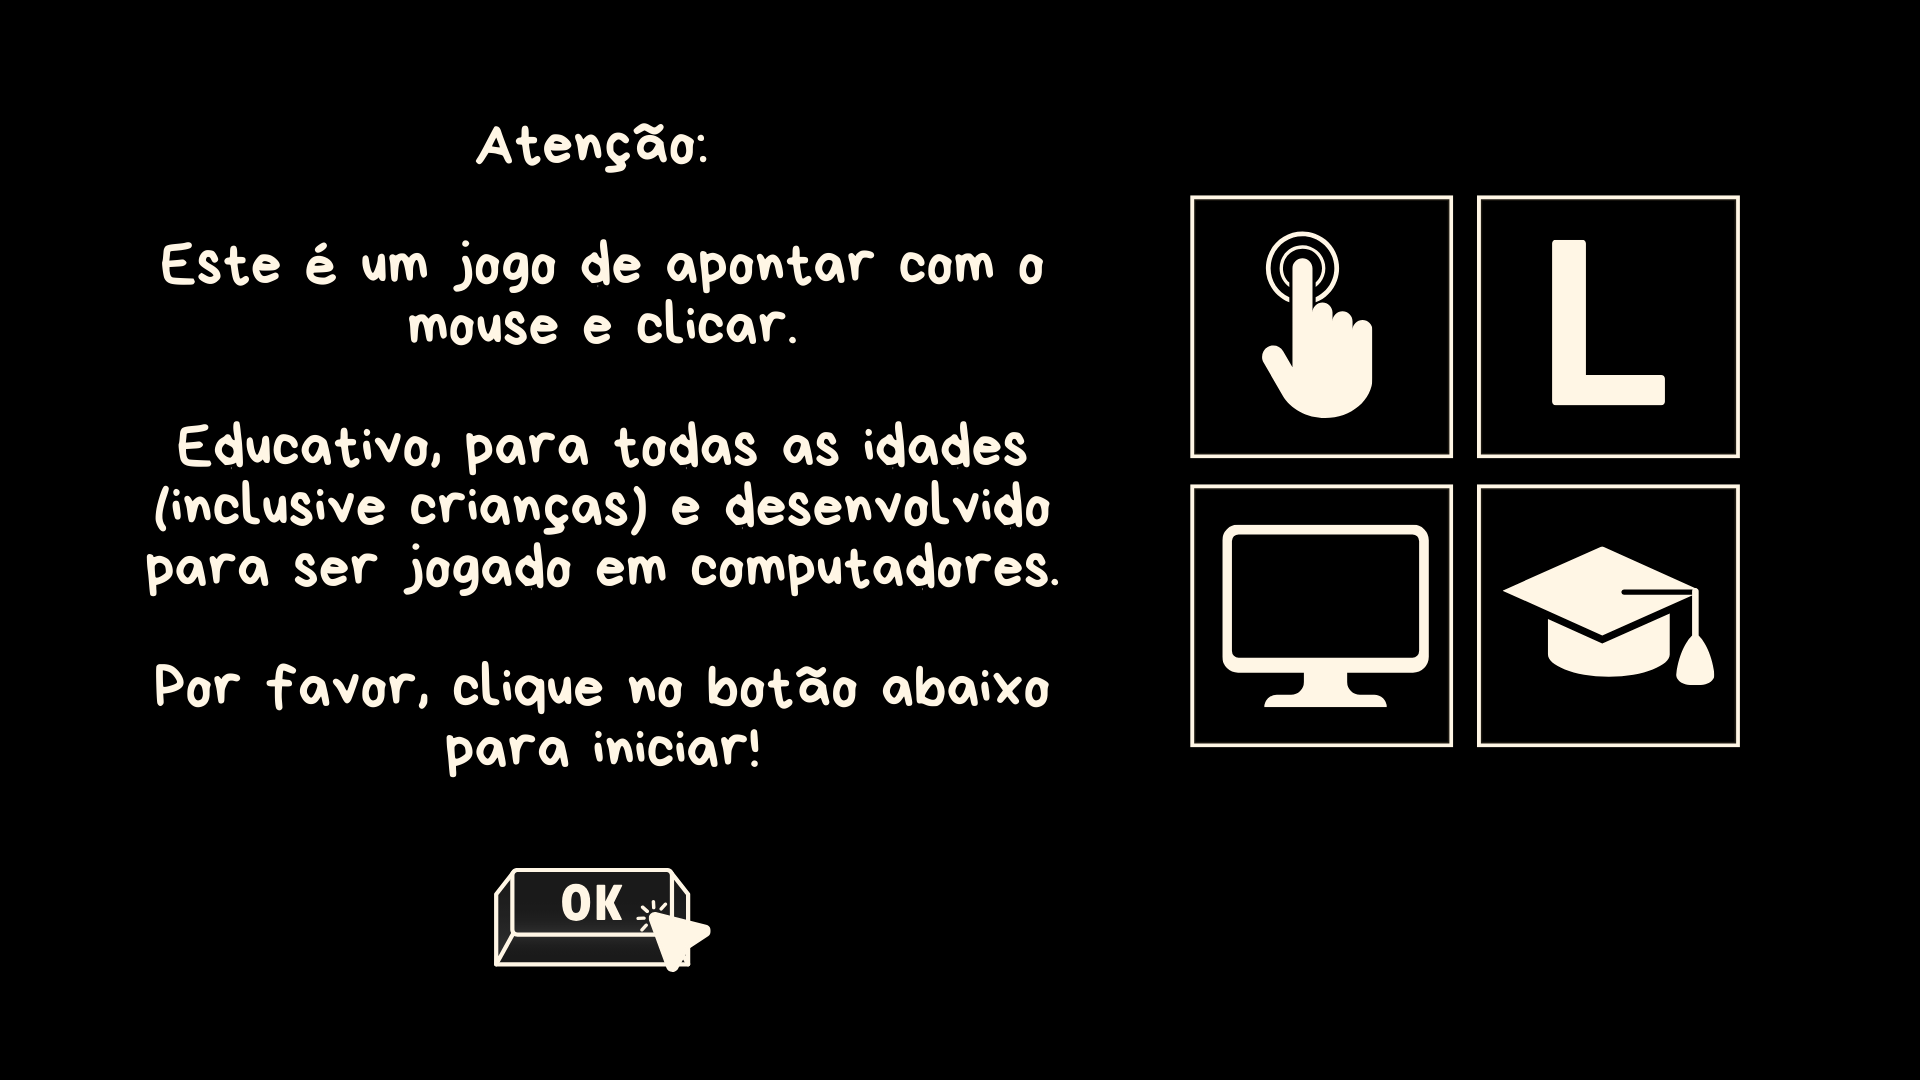 Atenção:
Este é um jogo de apontar com o
mouse e clicar.
Educativo, para todas as idades
(inclusive crianças) e desenvolvido
para ser jogado em computadores.
Por favor, clique no botão abaixo
para iniciar!
OK
L